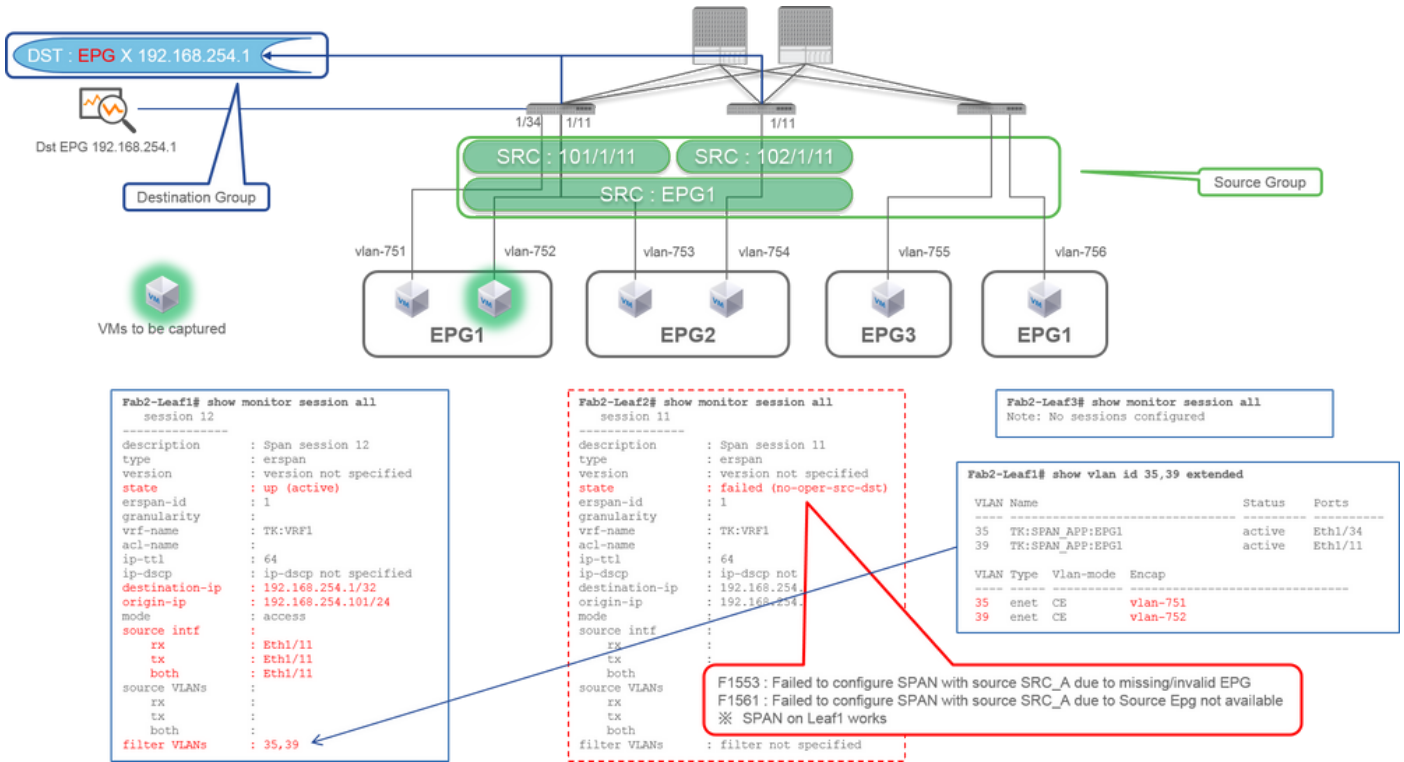 DST : EPG X 192.168.254.1
Dst EPG 192.168.254.1
Destination Group
1/34
1/11
1/11
SRC : 101/1/11
SRC : 102/1/11
SRC : EPG1
Source Group
vlan-751
vlan-752
vlan-753
vlan-754
vlan-755
vlan-756
VM
VM
VM
VM
VM
VM
VM
VMs to be captured
EPG1
EPG2
EPG3
EPG1
Fab2-Leaf1# show monitor session all
session 12
---------------
description : Span session 12
type : erspan
version : version not specified
state : up (active)
erspan-id : 1
granularity :
vrf-name : TK:VRF1
acl-name :
ip-ttl : 64
ip-dscp : ip-dscp not specified
destination-ip : 192.168.254.1/32
origin-ip : 192.168.254.101/24
mode : access
source intf :
rx : Eth1/11
tx : Eth1/11
both : Eth1/11
source VLANs :
rx :
tx :
both :
filter VLANs : 35,39
Fab2-Leaf2# show monitor session all
session 11
---------------
description : Span session 11
type : erspan
version : version not specified
state : failed (no-oper-src-dst)
erspan-id : 1
granularity :
vrf-name : TK:VRF1
acl-name :
ip-ttl : 64
ip-dscp : ip-dscp not
destination-ip : 192.168.254.1/
origin-ip : 192.168.254.
mode :
source intf :
rx :
tx :
both :
source VLANs :
rx :
tx :
both :
filter VLANs : filter not specified
F1553 : Failed to configure SPAN with source SRC_A due to missing/invalid EPG
F1561 : Failed to configure SPAN with source SRC_A due to Source Epg not available
※ SPAN on Leaf1 works
Fab2-Leaf3# show monitor session all
Note: No sessions configured
Fab2-Leaf1# show vlan id 35,39 extended
VLAN Name Status Ports
---- -------------------------------- --------- ----------
35 TK:SPAN_APP:EPG1 active Eth1/34
39 TK:SPAN_APP:EPG1 active Eth1/11
VLAN Type Vlan-mode Encap
---- ----- ---------- -------------------------------
35 enet CE vlan-751
39 enet CE vlan-752